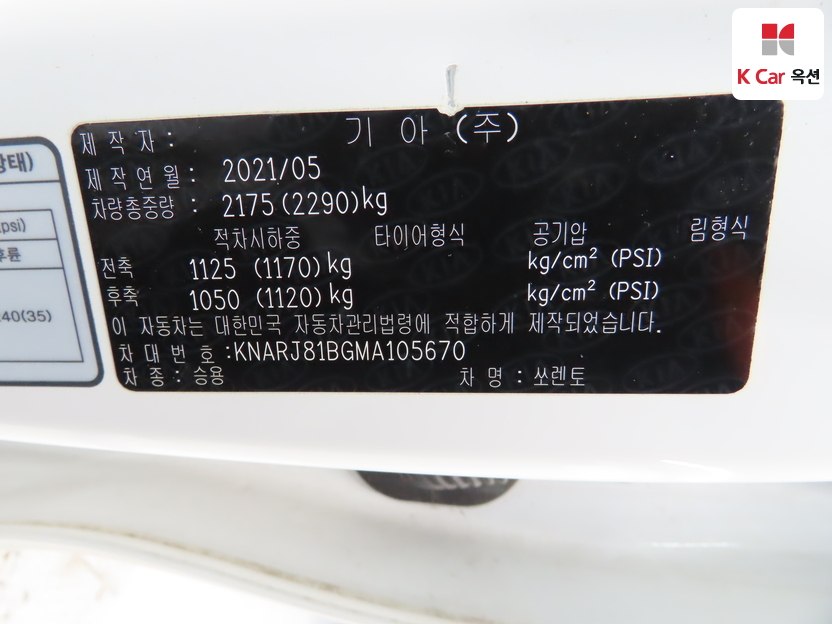 K Car 옥션
제작자 : 기아(주)
제작연월 : 2021/05
차량총중량 : 2175(2290)kg
적차시하중 타이어형식 공기압 림형식
전축 1125 (1170)kg kg/cm² (PSI)
후축 1050 (1120)kg kg/cm² (PSI)
이 자동차는 대한민국 자동차관리법령에 적합하게 제작되었습니다.
차대번호 :KNARJ81BGMA105670
차종 : 승용 차명 : 쏘렌토
psi)
후륜
40(35)